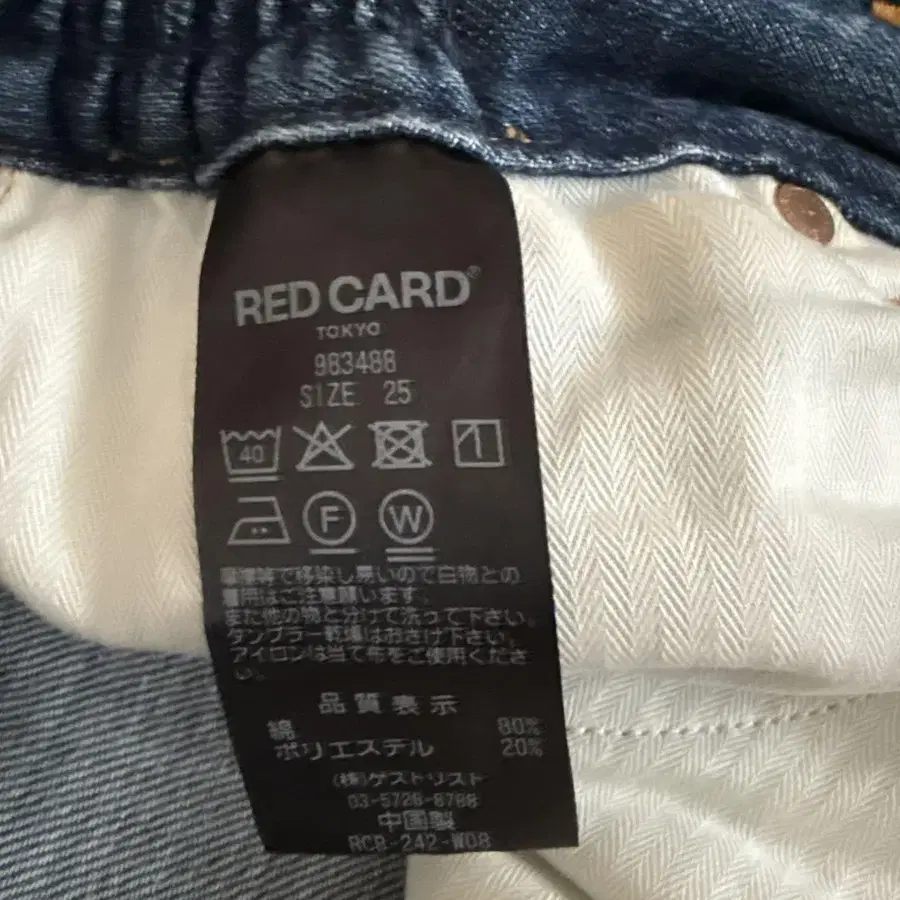 RED CARD®
TOKYO
983488
SIZE 25
40
F W
摩擦等で移染し易いので白物との
着用はご注意願います。
また他の物と分けて洗って下さい。
タンブラー乾燥はおさけ下さい。
アイロンは当て布をご使用くださ
い。
品質表示
綿 80%
ポリエステル 20%
(株)ゲストリスト
03-5728-8788
中国製
RCB-242-W08